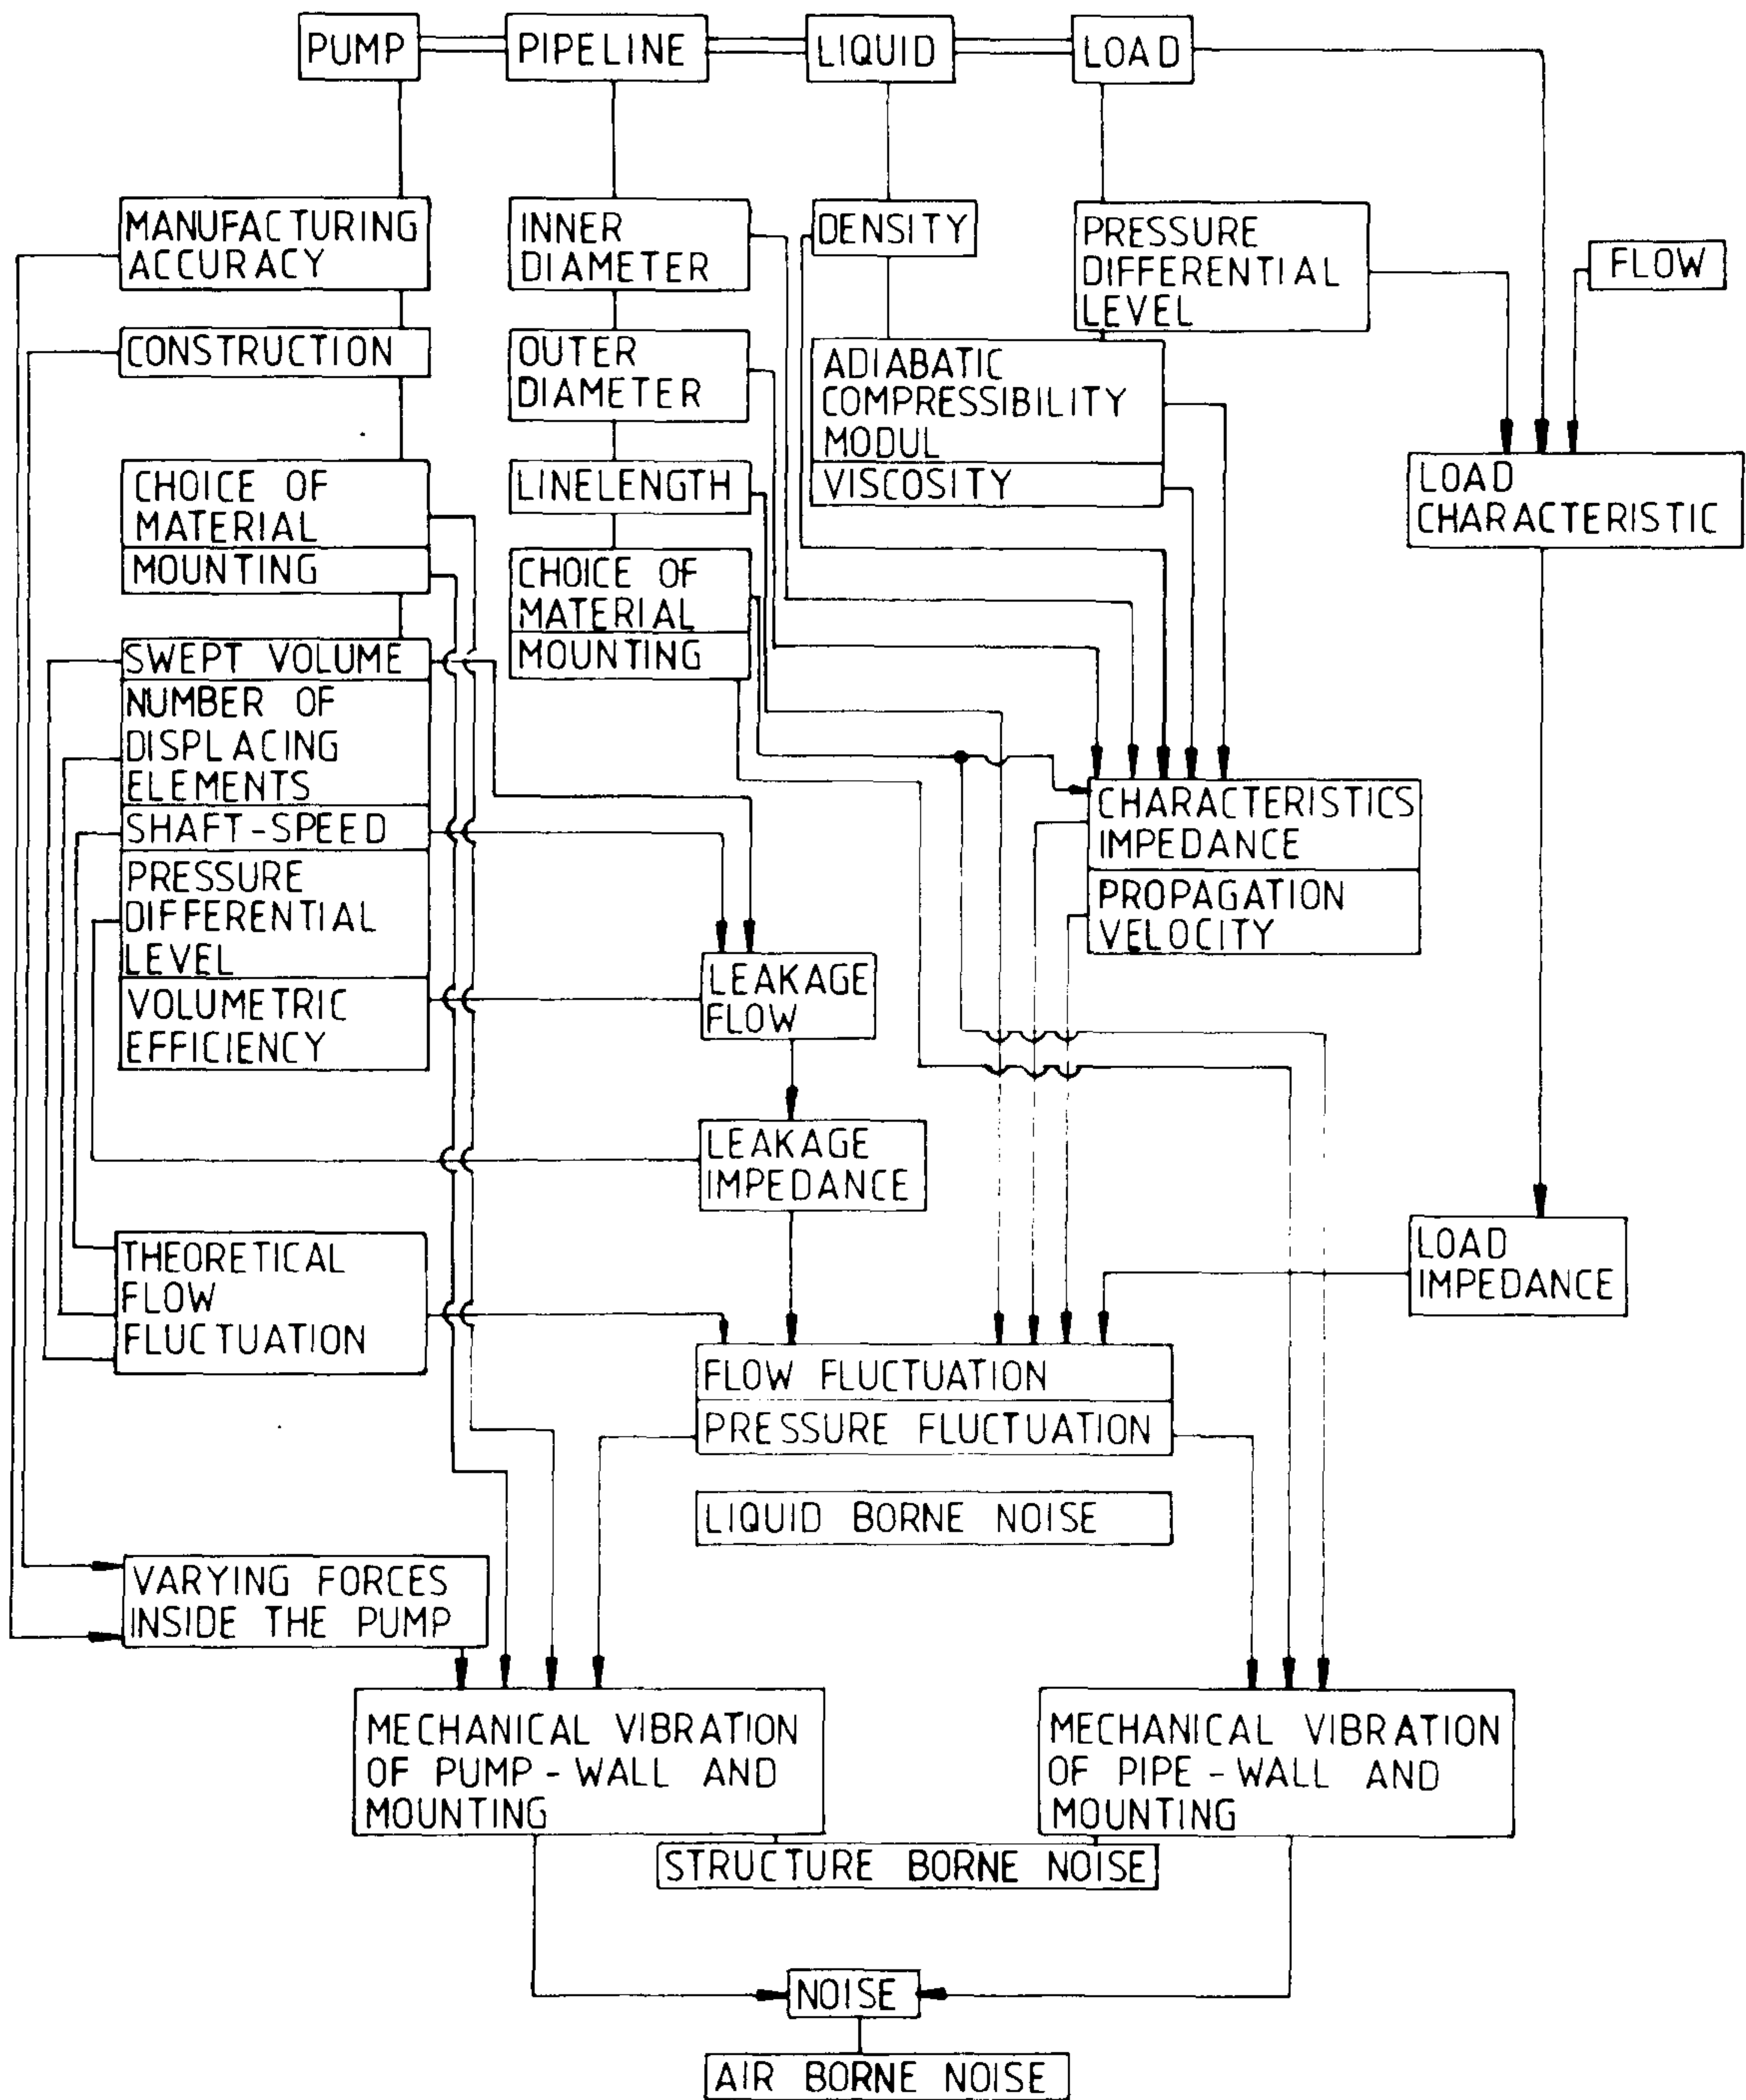 PUMP
PIPELINE
LIQUID
LOAD
MANUFACTURING
ACCURACY
CONSTRUCTION
CHOICE OF
MATERIAL
MOUNTING
SWEPT VOLUME
NUMBER OF
DISPLACING
ELEMENTS
SHAFT-SPEED
PRESSURE
DIFFERENTIAL
LEVEL
VOLUMETRIC
EFFICIENCY
INNER
DIAMETER
OUTER
DIAMETER
LINELENGTH
CHOICE OF
MATERIAL
MOUNTING
DENSITY
ADIABATIC
COMPRESSIBILITY
MODUL
VISCOSITY
PRESSURE
DIFFERENTIAL
LEVEL
FLOW
LOAD
CHARACTERISTIC
CHARACTERISTICS
IMPEDANCE
PROPAGATION
VELOCITY
LEAKAGE
FLOW
LEAKAGE
IMPEDANCE
LOAD
IMPEDANCE
THEORETICAL
FLOW
FLUCTUATION
FLOW FLUCTUATION
PRESSURE FLUCTUATION
LIQUID BORNE NOISE
VARYING FORCES
INSIDE THE PUMP
MECHANICAL VIBRATION
OF PUMP - WALL AND
MOUNTING
MECHANICAL VIBRATION
OF PIPE - WALL AND
MOUNTING
STRUCTURE BORNE NOISE
NOISE
AIR BORNE NOISE